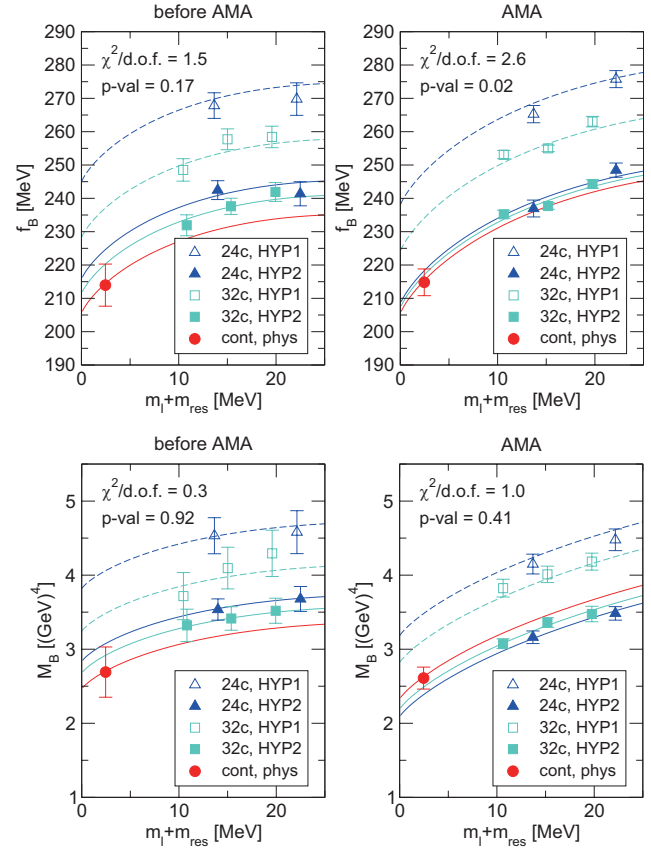 before AMA
f_B [MeV]
290
280
270
260
250
240
230
220
210
200
190
χ²/d.o.f. = 1.5
p-val = 0.17
24c, HYP1
24c, HYP2
32c, HYP1
32c, HYP2
cont, phys
0 10 20
m_l+m_res [MeV]
AMA
f_B [MeV]
290
280
270
260
250
240
230
220
210
200
190
χ²/d.o.f. = 2.6
p-val = 0.02
24c, HYP1
24c, HYP2
32c, HYP1
32c, HYP2
cont, phys
0 10 20
m_l+m_res [MeV]
before AMA
M_B [(GeV)⁴]
5
4
3
2
1
χ²/d.o.f. = 0.3
p-val = 0.92
24c, HYP1
24c, HYP2
32c, HYP1
32c, HYP2
cont, phys
0 10 20
m_l+m_res [MeV]
AMA
M_B [(GeV)⁴]
5
4
3
2
1
χ²/d.o.f. = 1.0
p-val = 0.41
24c, HYP1
24c, HYP2
32c, HYP1
32c, HYP2
cont, phys
0 10 20
m_l+m_res [MeV]